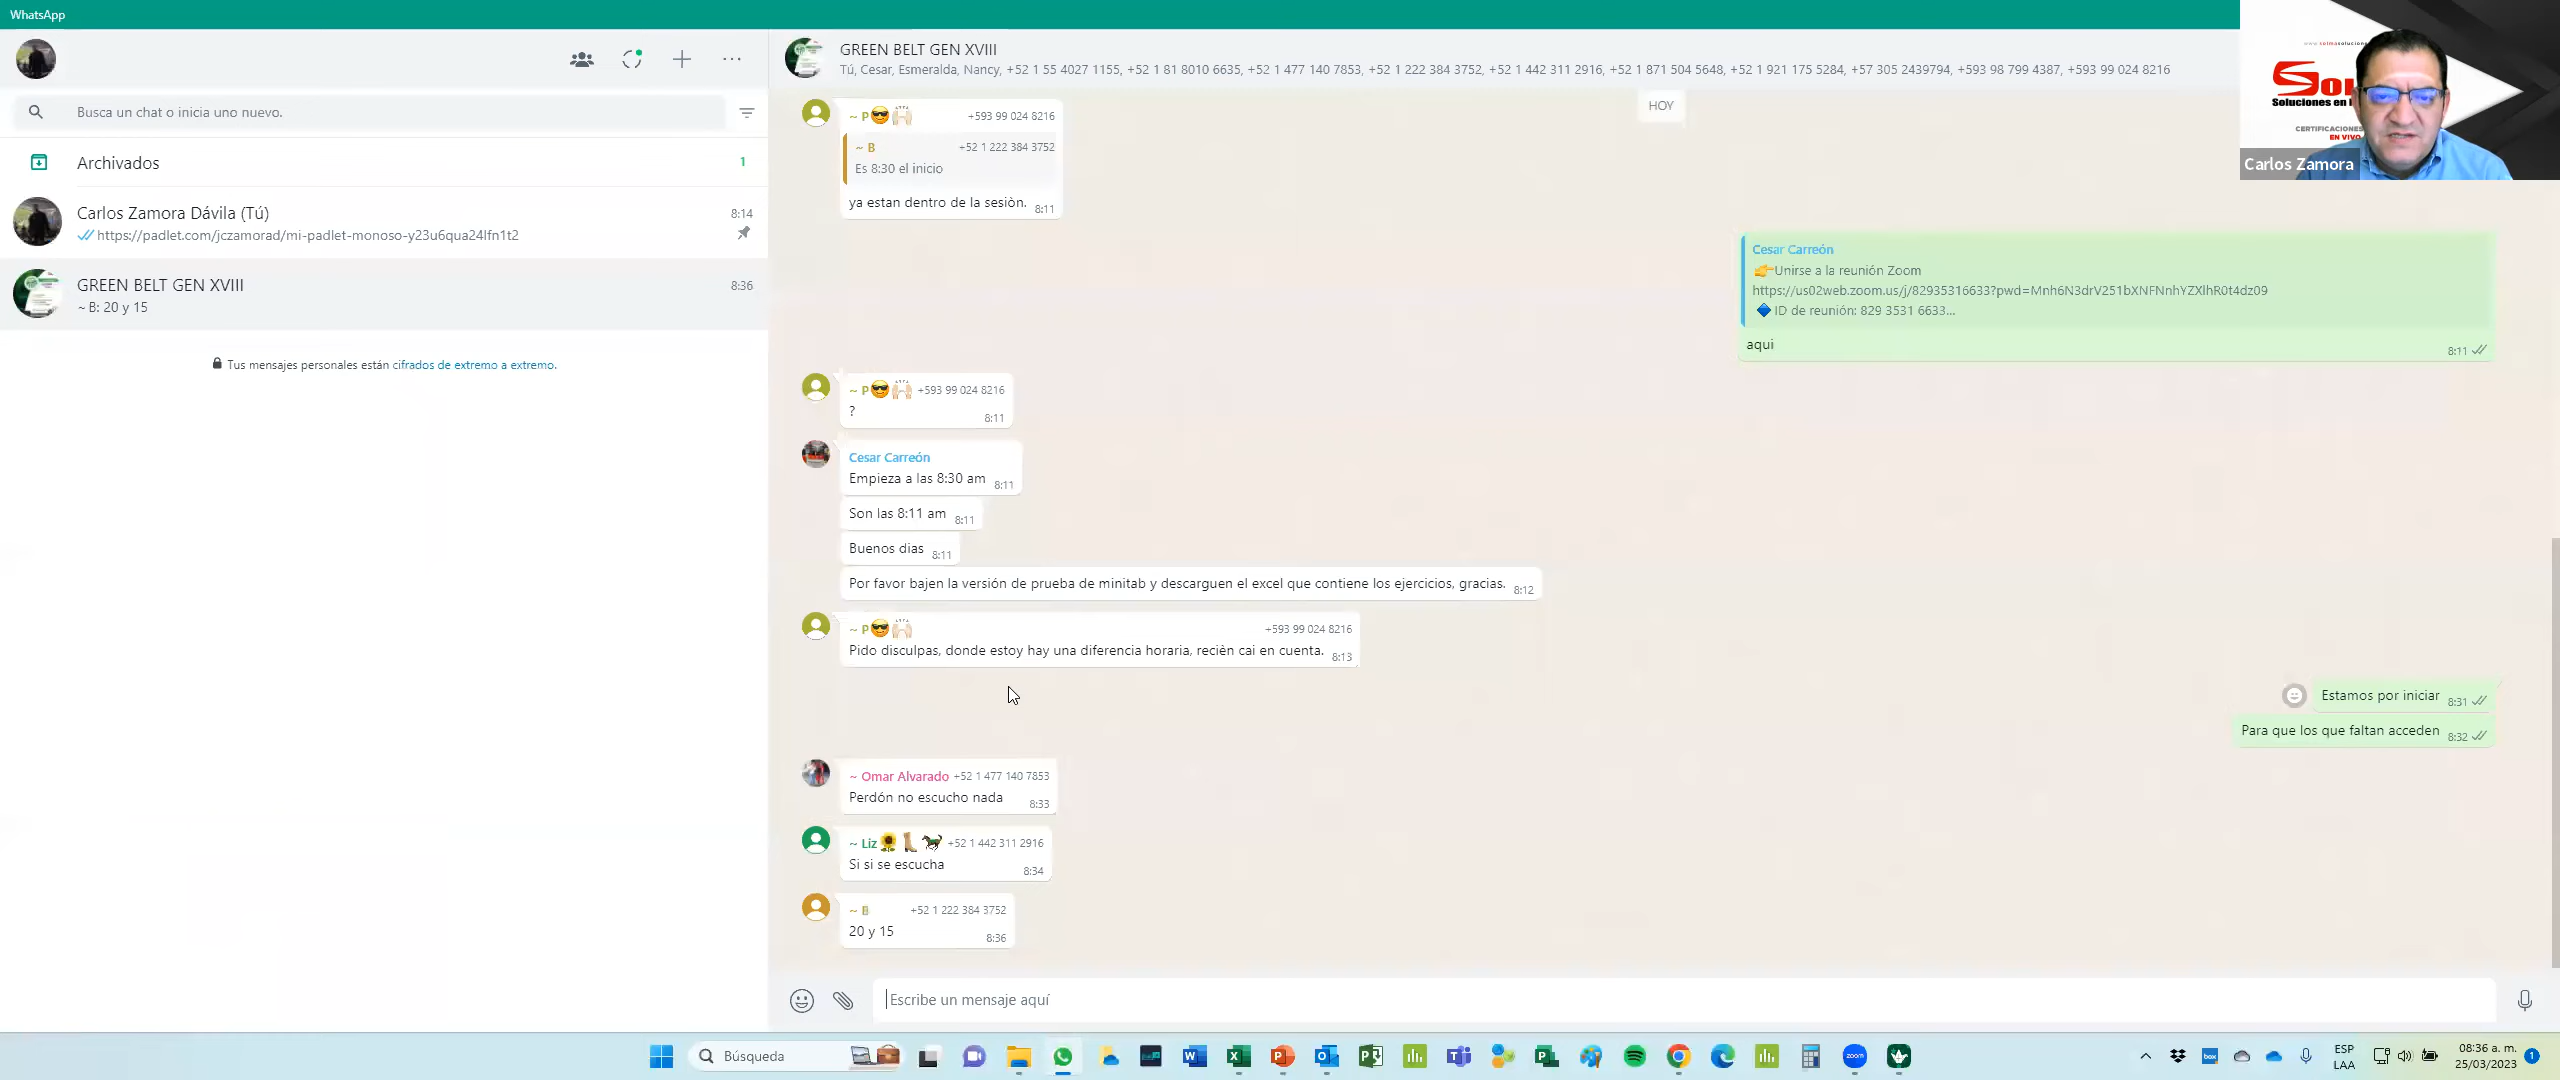 WhatsApp
Busca un chat o inicia uno nuevo.
Archivados
1
Carlos Zamora Dávila (Tú)
8:14
https://padlet.com/jczamorad/mi-padlet-monoso-y23u6qua24lfn1t2
GREEN BELT GEN XVIII
8:36
~ B: 20 y 15
Tus mensajes personales están cifrados de extremo a extremo.
GREEN BELT GEN XVIII
Tú, Cesar, Esmeralda, Nancy, +52 1 55 4027 1155, +52 1 81 8010 6635, +52 1 477 140 7853, +52 1 222 384 3752, +52 1 442 311 2916, +52 1 871 504 5648, +52 1 921 175 5284, +57 305 2439794, +593 98 799 4387, +593 99 024 8216
HOY
~ P😎🙌🏻 +593 99 024 8216
~ B +52 1 222 384 3752
Es 8:30 el inicio
ya estan dentro de la sesiòn. 8:11
Cesar Carreón
👉Unirse a la reunión Zoom
https://us02web.zoom.us/j/82935316633?pwd=Mnh6N3drV251bXNFNnhYZXlhR0t4dz09
🔷 ID de reunión: 829 3531 6633...
aqui
8:11
~ P😎🙌🏻 +593 99 024 8216
?
8:11
Cesar Carreón
Empieza a las 8:30 am 8:11
Son las 8:11 am 8:11
Buenos dias 8:11
Por favor bajen la versión de prueba de minitab y descarguen el excel que contiene los ejercicios, gracias. 8:12
~ P😎🙌🏻 +593 99 024 8216
Pido disculpas, donde estoy hay una diferencia horaria, recièn cai en cuenta. 8:13
Estamos por iniciar 8:31
Para que los que faltan acceden 8:32
~ Omar Alvarado +52 1 477 140 7853
Perdón no escucho nada 8:33
~ Liz🌻👢🐎 +52 1 442 311 2916
Si si se escucha 8:34
~ B +52 1 222 384 3752
20 y 15 8:36
Escribe un mensaje aquí
Soluciones en
CERTIFICACIONES
EN VIVO
Carlos Zamora
Búsqueda
zoom
box
ESP
LAA
08:36 a. m.
25/03/2023
1